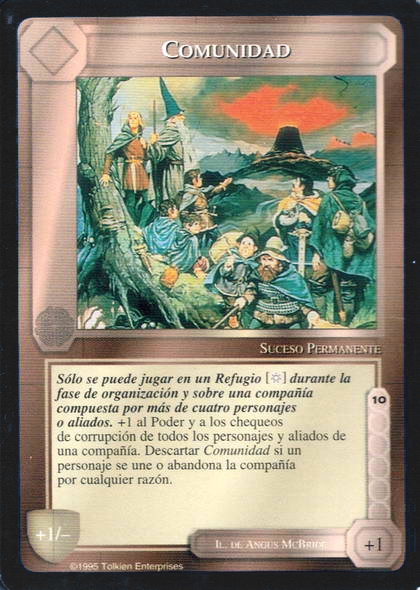 COMUNIDAD
SUCESO PERMANENTE
Sólo se puede jugar en un Refugio [☼] durante la
fase de organización y sobre una compañía
compuesta por más de cuatro personajes
o aliados. +1 al Poder y a los chequeos
de corrupción de todos los personajes y aliados de
una compañía. Descartar Comunidad si un
personaje se une o abandona la compañía
por cualquier razón.
10
+1/–
IL. DE ANGUS MCBRIDE
+1
©1995 Tolkien Enterprises